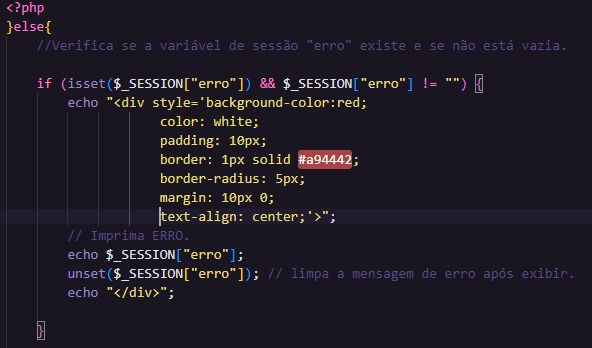 <?php
}else{
//Verifica se a variável de sessão "erro" existe e se não está vazia.
if (isset($_SESSION["erro"]) && $_SESSION["erro"] != "") {
echo "<div style='background-color:red;
color: white;
padding: 10px;
border: 1px solid #a94442;
border-radius: 5px;
margin: 10px 0;
text-align: center;'>";
// Imprima ERRO.
echo $_SESSION["erro"];
unset($_SESSION["erro"]); // limpa a mensagem de erro após exibir.
echo "</div>";
}